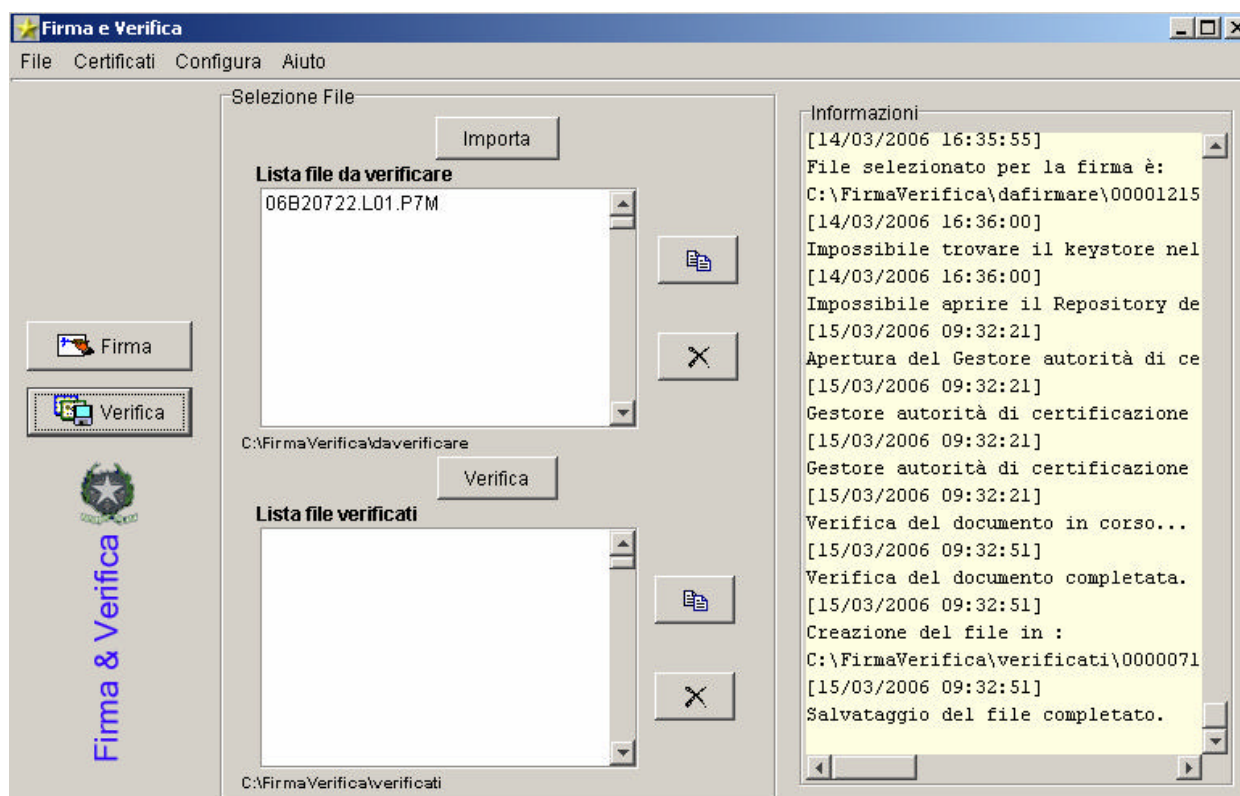 Firma e Verifica
File Certificati Configura Aiuto
Selezione File
Importa
Lista file da verificare
06B20722.L01.P7M
C:\FirmaVerifica\daverificare
Verifica
Lista file verificati
C:\FirmaVerifica\verificati
Firma
Verifica
Firma & Verifica
Informazioni
[14/03/2006 16:35:55]
File selezionato per la firma è:
C:\FirmaVerifica\dafirmare\00001215
[14/03/2006 16:36:00]
Impossibile trovare il keystore nel
[14/03/2006 16:36:00]
Impossibile aprire il Repository de
[15/03/2006 09:32:21]
Apertura del Gestore autorità di ce
[15/03/2006 09:32:21]
Gestore autorità di certificazione
[15/03/2006 09:32:21]
Gestore autorità di certificazione
[15/03/2006 09:32:21]
Verifica del documento in corso...
[15/03/2006 09:32:51]
Verifica del documento completata.
[15/03/2006 09:32:51]
Creazione del file in :
C:\FirmaVerifica\verificati\0000071
[15/03/2006 09:32:51]
Salvataggio del file completato.